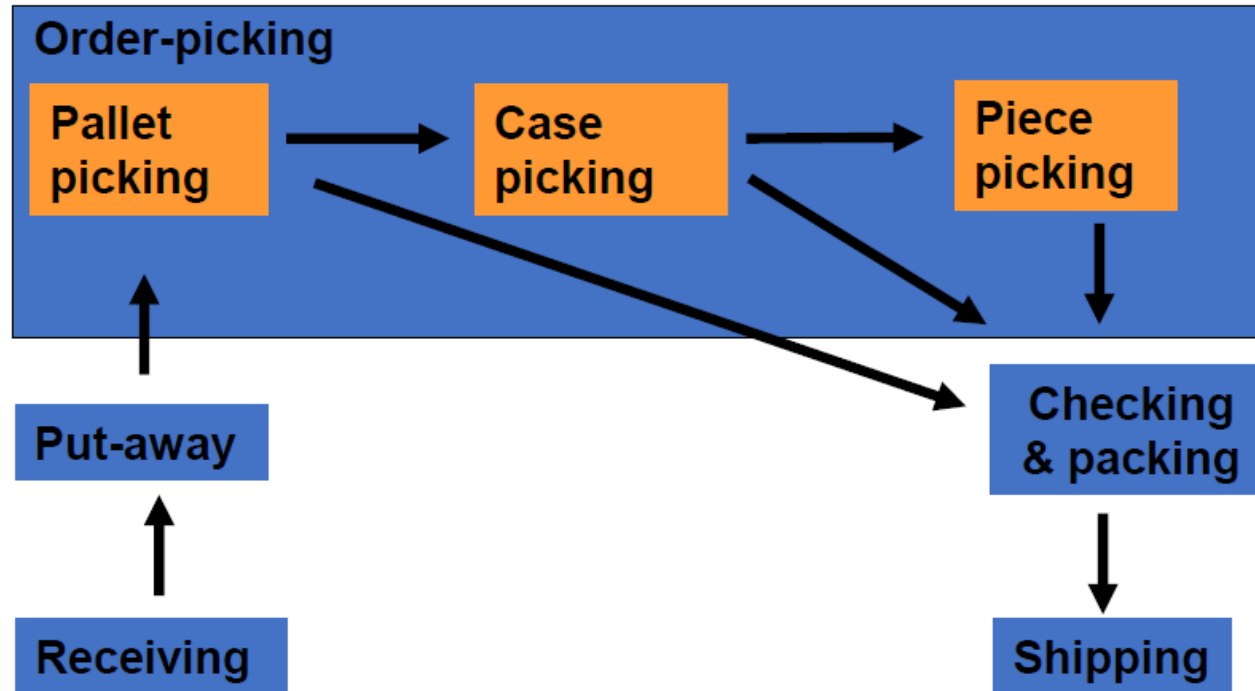 Order-picking
Pallet
picking
Case
picking
Piece
picking
Put-away
Checking
& packing
Receiving
Shipping